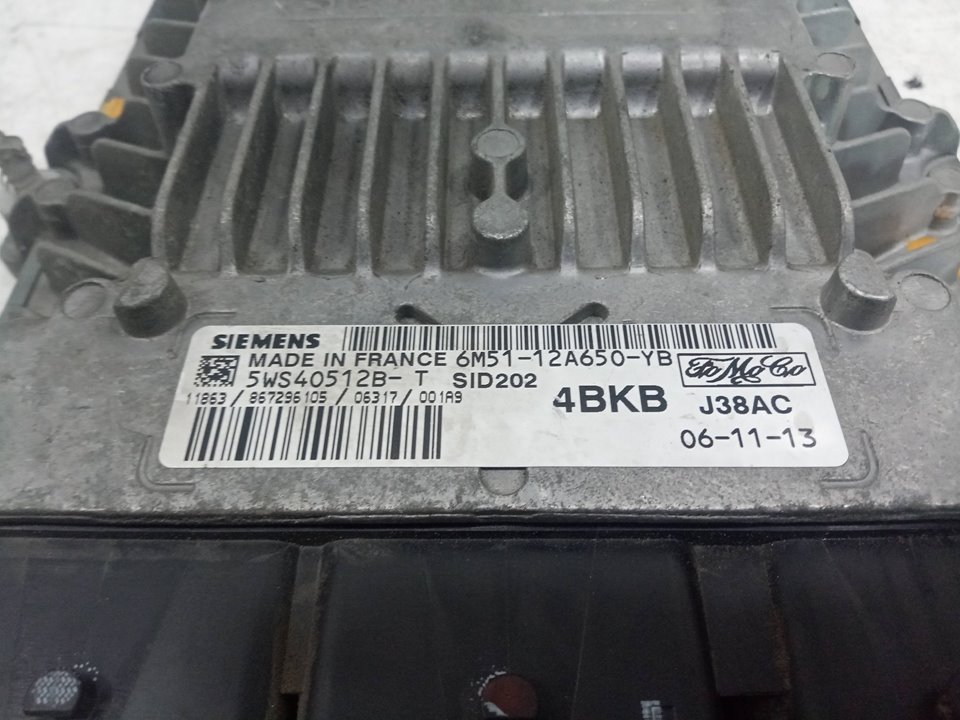 SIEMENS
MADE IN FRANCE 6M51-12A650-YB
FoMoCo
5WS40512B- T SID202
11863 / 867296105 / 06317 / 001A9
4BKB J38AC
06-11-13